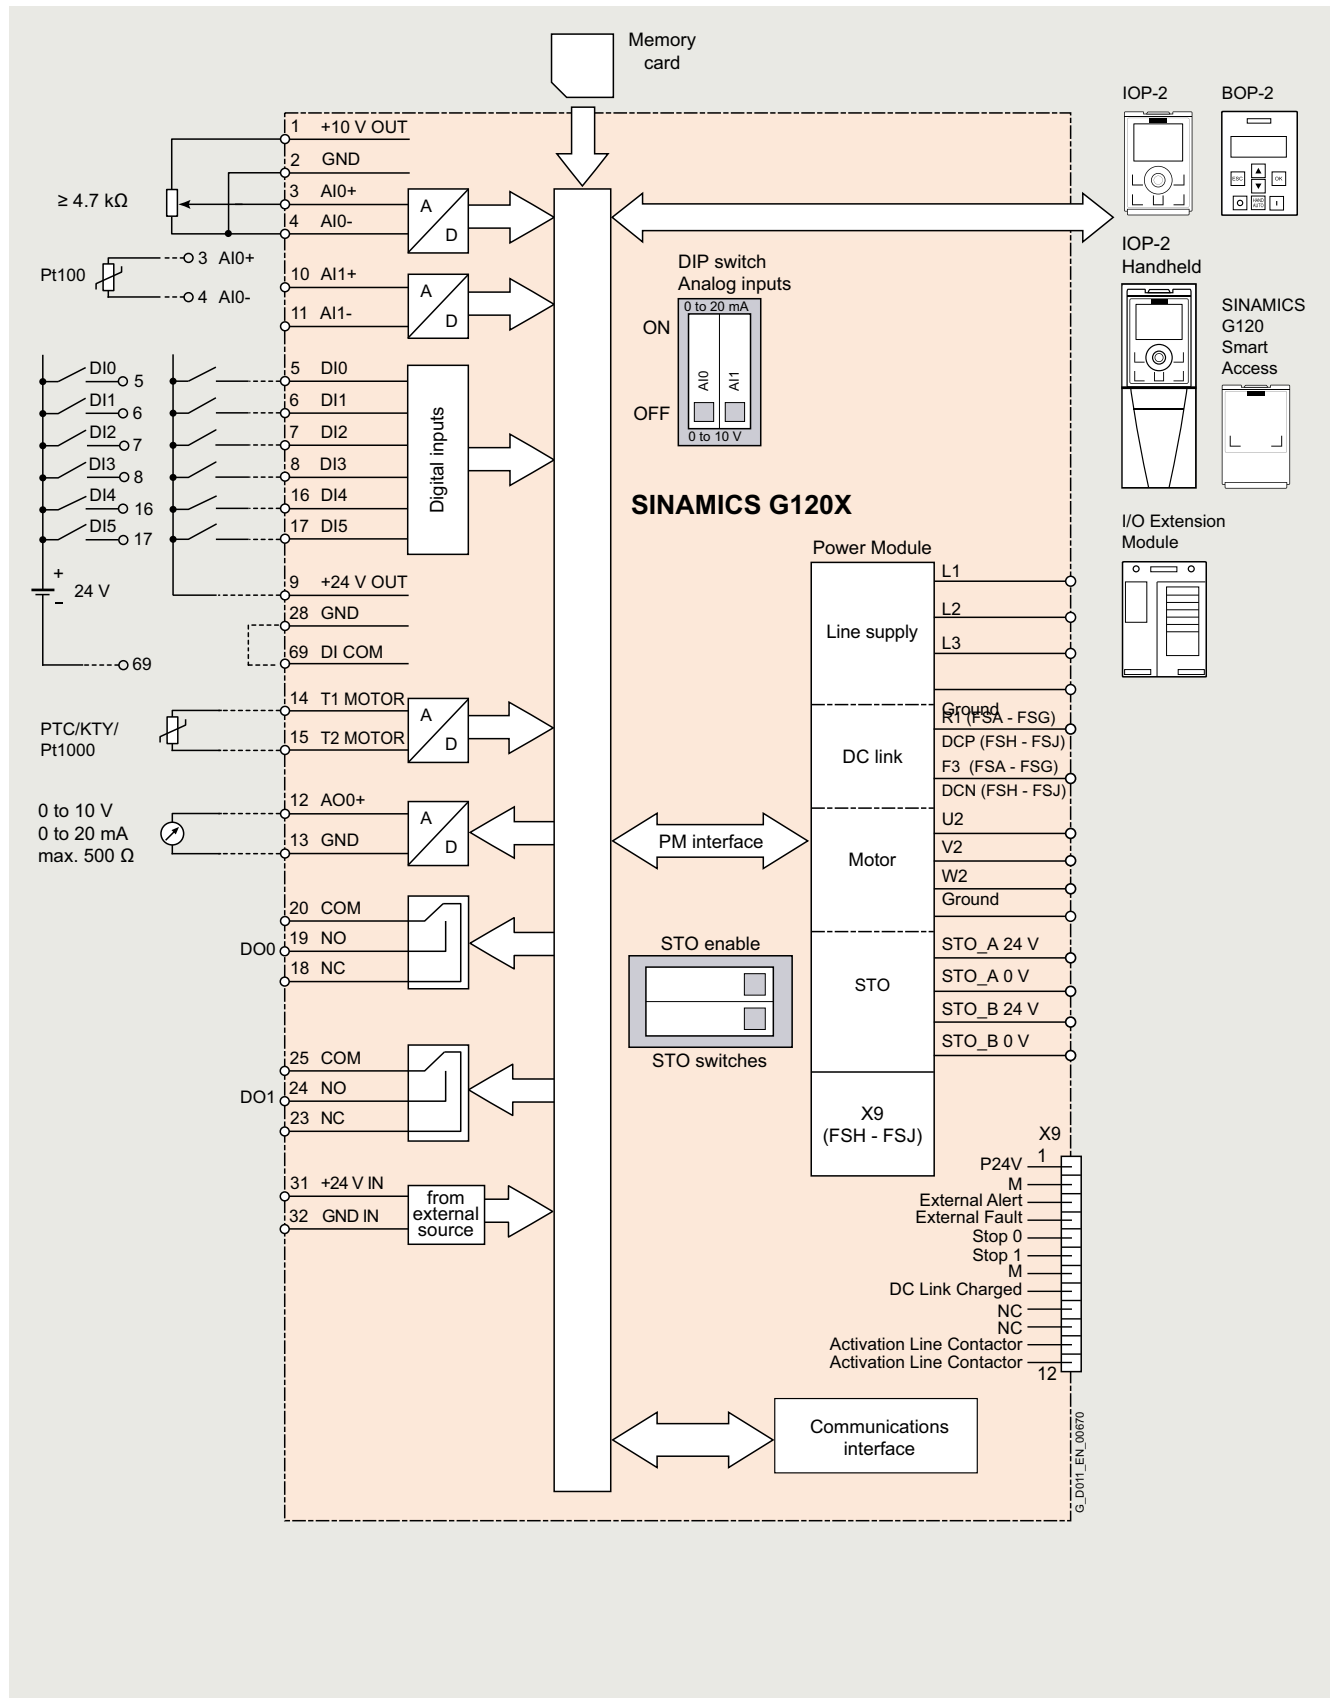 Memory
card
IOP-2
BOP-2
1 +10 V OUT
2 GND
3 AI0+
4 AI0-
≥ 4.7 kΩ
A
D
ESC
OK
HAND
AUTO
Pt100
3 AI0+
4 AI0-
10 AI1+
11 AI1-
A
D
DIP switch
Analog inputs
0 to 20 mA
ON
AI0
AI1
OFF
0 to 10 V
IOP-2
Handheld
SINAMICS
G120
Smart
Access
DI0
5
DI1
6
DI2
7
DI3
8
DI4
16
DI5
17
5 DI0
6 DI1
7 DI2
8 DI3
16 DI4
17 DI5
Digital inputs
SINAMICS G120X
I/O Extension
Module
+
24 V
–
69
9 +24 V OUT
28 GND
69 DI COM
Power Module
Line supply
L1
L2
L3
Ground
DC link
R1 (FSA - FSG)
DCP (FSH - FSJ)
F3 (FSA - FSG)
DCN (FSH - FSJ)
PTC/KTY/
Pt1000
14 T1 MOTOR
15 T2 MOTOR
A
D
0 to 10 V
0 to 20 mA
max. 500 Ω
12 AO0+
13 GND
A
D
PM interface
Motor
U2
V2
W2
Ground
DO0
20 COM
19 NO
18 NC
STO enable
STO switches
STO
STO_A 24 V
STO_A 0 V
STO_B 24 V
STO_B 0 V
DO1
25 COM
24 NO
23 NC
X9
(FSH - FSJ)
31 +24 V IN
32 GND IN
from
external
source
X9
1
P24V
M
External Alert
External Fault
Stop 0
Stop 1
M
DC Link Charged
NC
NC
Activation Line Contactor
Activation Line Contactor
12
Communications
interface
G_D011_EN_00670